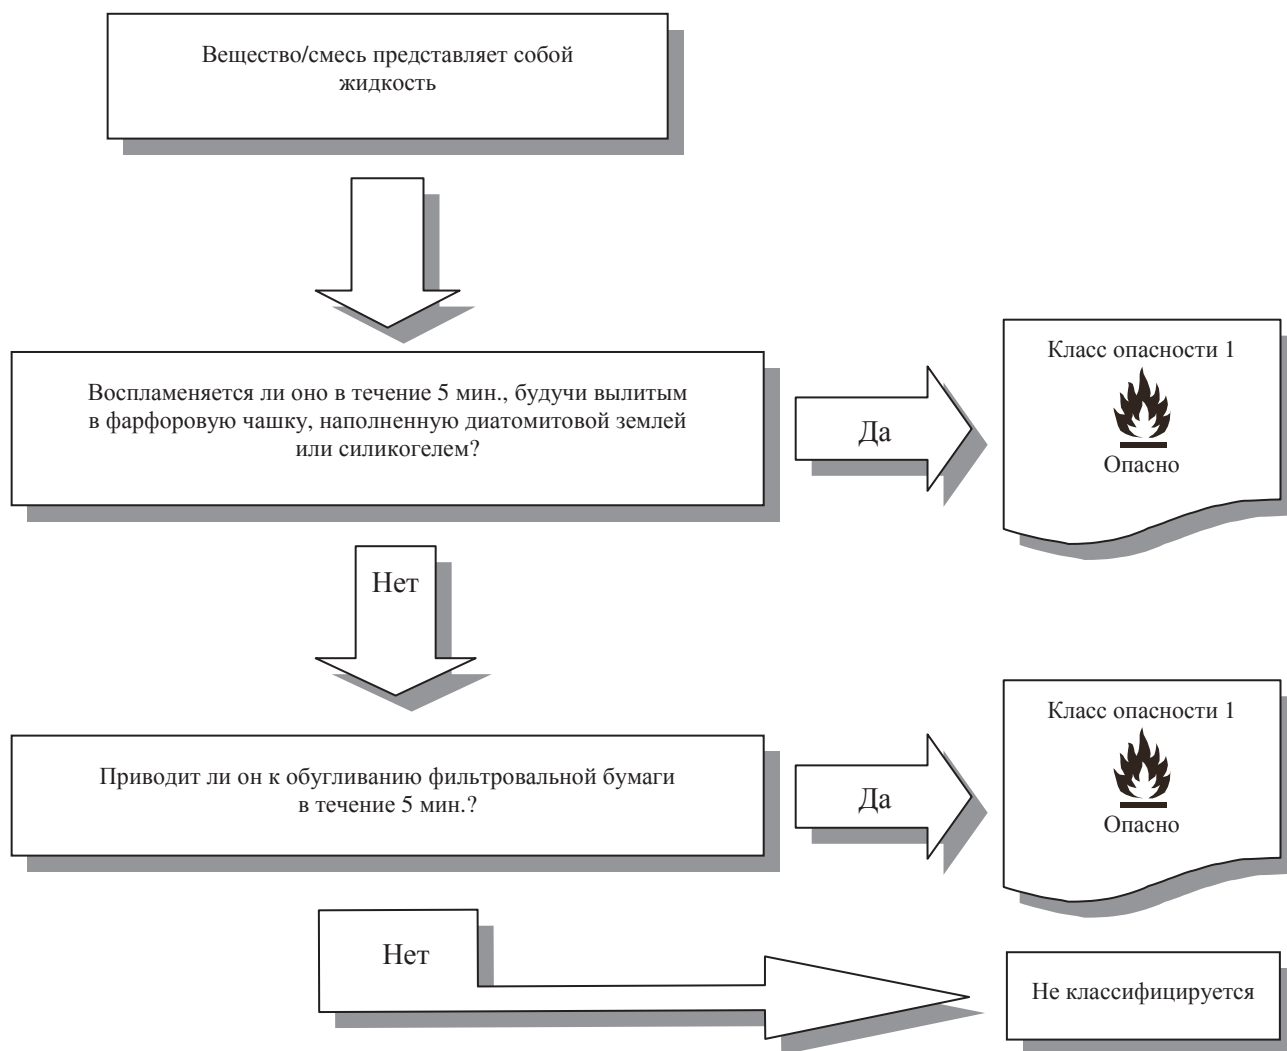 Вещество/смесь представляет собой
жидкость
Воспламеняется ли оно в течение 5 мин., будучи вылитым
в фарфоровую чашку, наполненную диатомитовой землей
или силикогелем?
Да
Класс опасности 1
Опасно
Нет
Приводит ли он к обугливанию фильтровальной бумаги
в течение 5 мин.?
Да
Класс опасности 1
Опасно
Нет
Не классифицируется